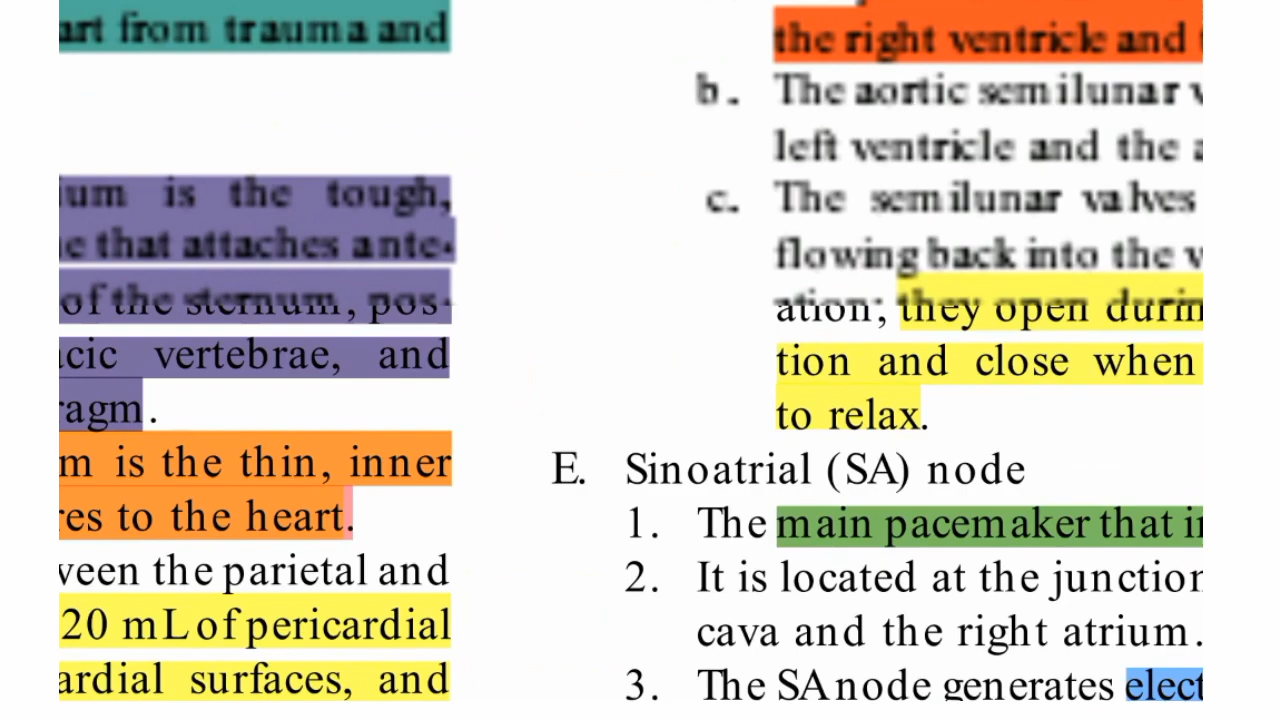 art from trauma and
ium is the tough,
e that attaches ante-
of the sternum, pos-
acic vertebrae, and
ragm.
m is the thin, inner
res to the heart.
ween the parietal and
20 mL of pericardial
ardial surfaces, and
the right ventricle and
b. The aortic semilunar v
left ventricle and the a
c. The semilunar valves
flowing back into the v
ation; they open durin
tion and close when
to relax.
E. Sinoatrial (SA) node
1. The main pacemaker that in
2. It is located at the junction
cava and the right atrium.
3. The SA node generates elect